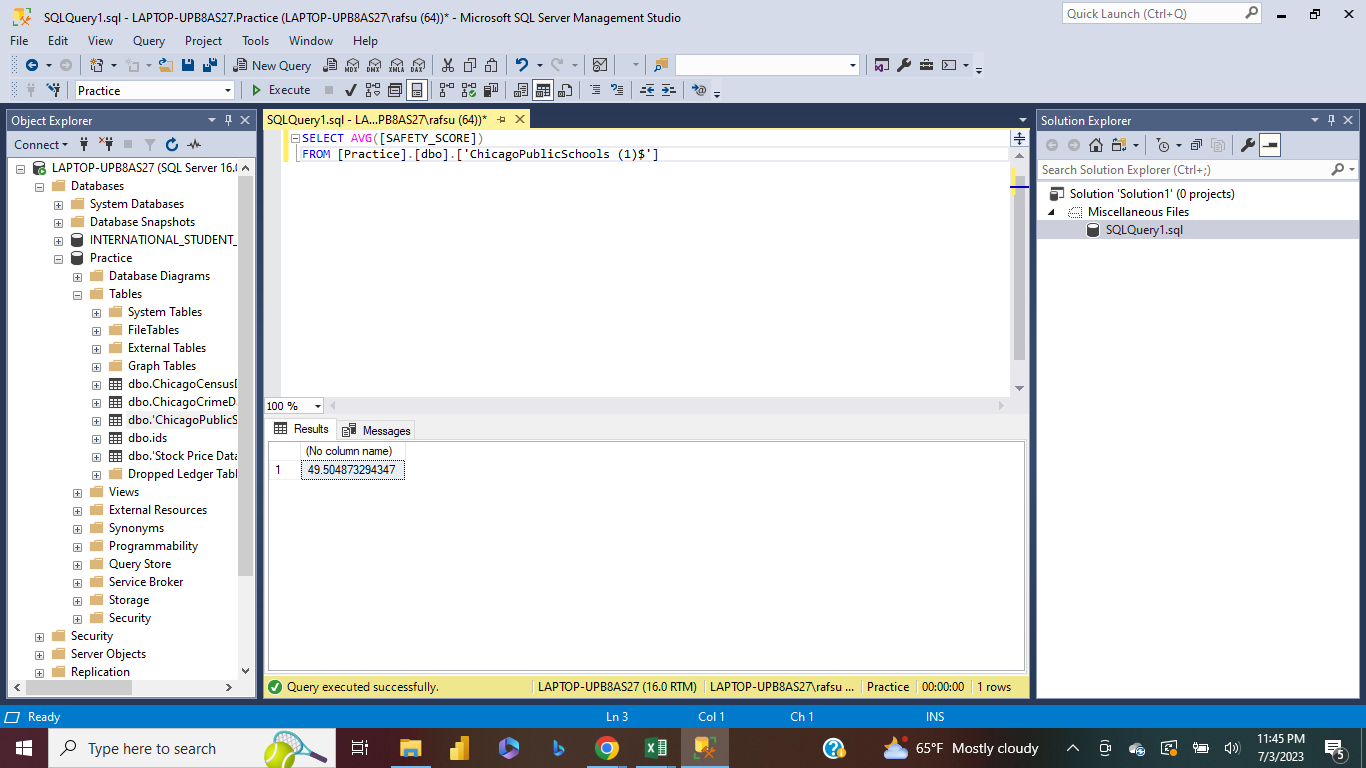 SQLQuery1.sql - LAPTOP-UPB8AS27.Practice (LAPTOP-UPB8AS27\rafsu (64))* - Microsoft SQL Server Management Studio
Quick Launch (Ctrl+Q)
File Edit View Query Project Tools Window Help
New Query MDX DMX XMLA DAX
Practice
Execute
Object Explorer
Connect
LAPTOP-UPB8AS27 (SQL Server 16.0
Databases
System Databases
Database Snapshots
INTERNATIONAL_STUDENT_
Practice
Database Diagrams
Tables
System Tables
FileTables
External Tables
Graph Tables
dbo.ChicagoCensusD
dbo.ChicagoCrimeDa
dbo.'ChicagoPublicS
dbo.ids
dbo.'Stock Price Data
Dropped Ledger Tabl
Views
External Resources
Synonyms
Programmability
Query Store
Service Broker
Storage
Security
Security
Server Objects
Replication
SQLQuery1.sql - LA...PB8AS27\rafsu (64))*
SELECT AVG([SAFETY_SCORE])
FROM [Practice].[dbo].['ChicagoPublicSchools (1)$']
100 %
Results Messages
(No column name)
1 49.504873294347
Query executed successfully. LAPTOP-UPB8AS27 (16.0 RTM) LAPTOP-UPB8AS27\rafsu ... Practice 00:00:00 1 rows
Solution Explorer
Search Solution Explorer (Ctrl+;)
Solution 'Solution1' (0 projects)
Miscellaneous Files
SQLQuery1.sql
Ready Ln 3 Col 1 Ch 1 INS
Type here to search
65°F Mostly cloudy
11:45 PM
7/3/2023
5